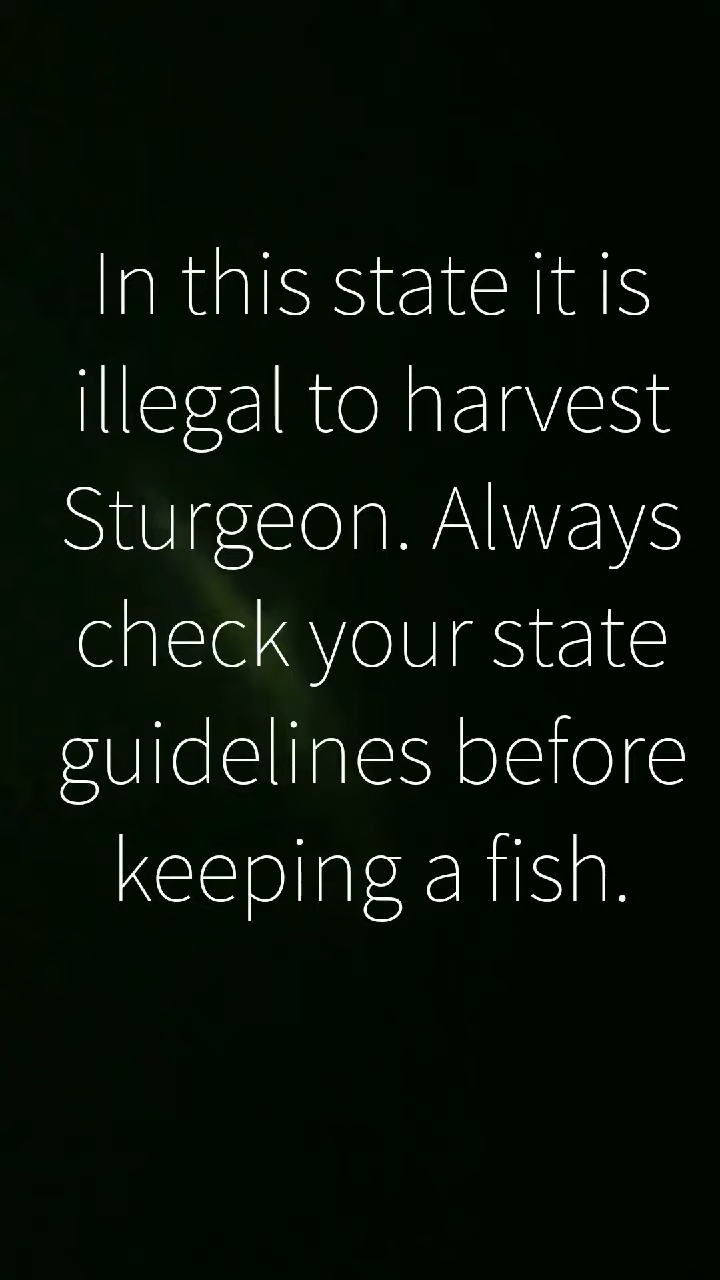 In this state it is
illegal to harvest
Sturgeon. Always
check your state
guidelines before
keeping a fish.